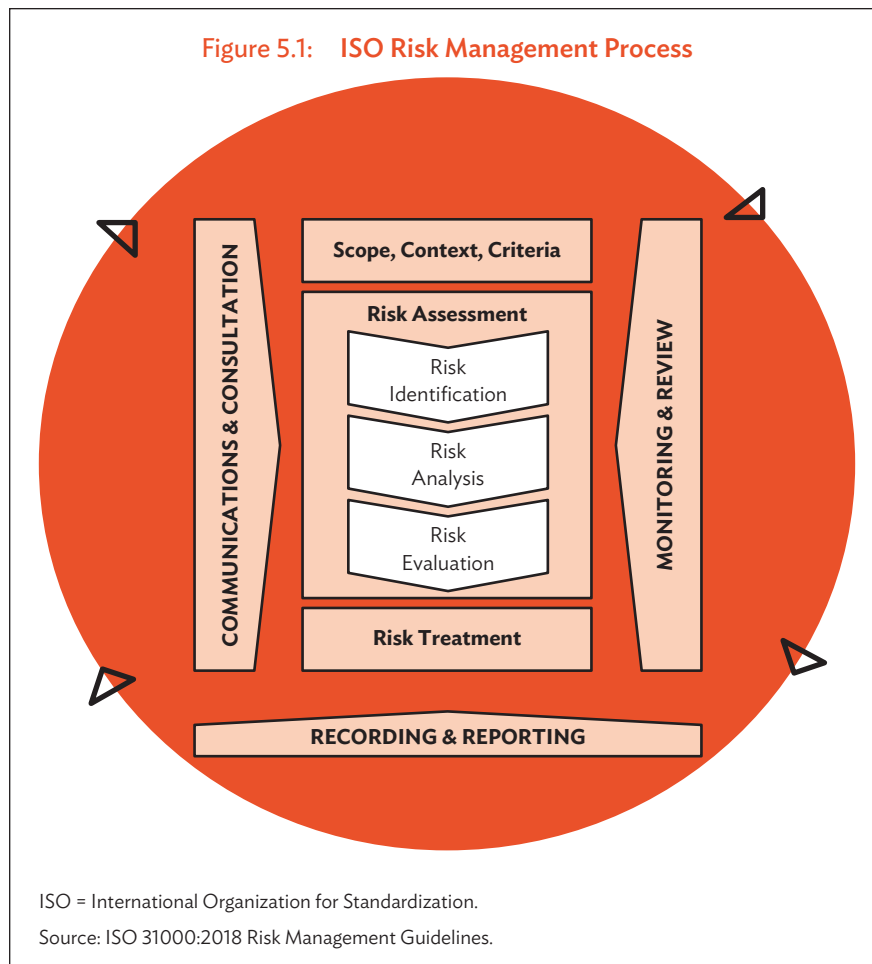 Figure 5.1: ISO Risk Management Process
COMMUNICATIONS & CONSULTATION
Scope, Context, Criteria
Risk Assessment
Risk
Identification
Risk
Analysis
Risk
Evaluation
Risk Treatment
MONITORING & REVIEW
RECORDING & REPORTING
ISO = International Organization for Standardization.
Source: ISO 31000:2018 Risk Management Guidelines.